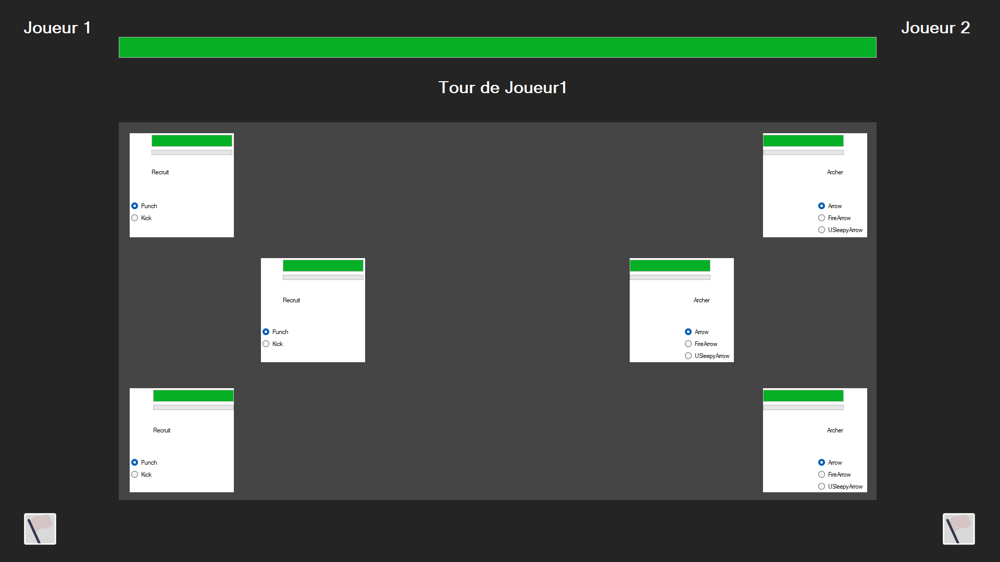 Joueur 1
Joueur 2
Tour de Joueur1
Recruit
Punch
Kick
Archer
Arrow
FireArrow
USleepyArrow
Recruit
Punch
Kick
Archer
Arrow
FireArrow
USleepyArrow
Recruit
Punch
Kick
Archer
Arrow
FireArrow
USleepyArrow